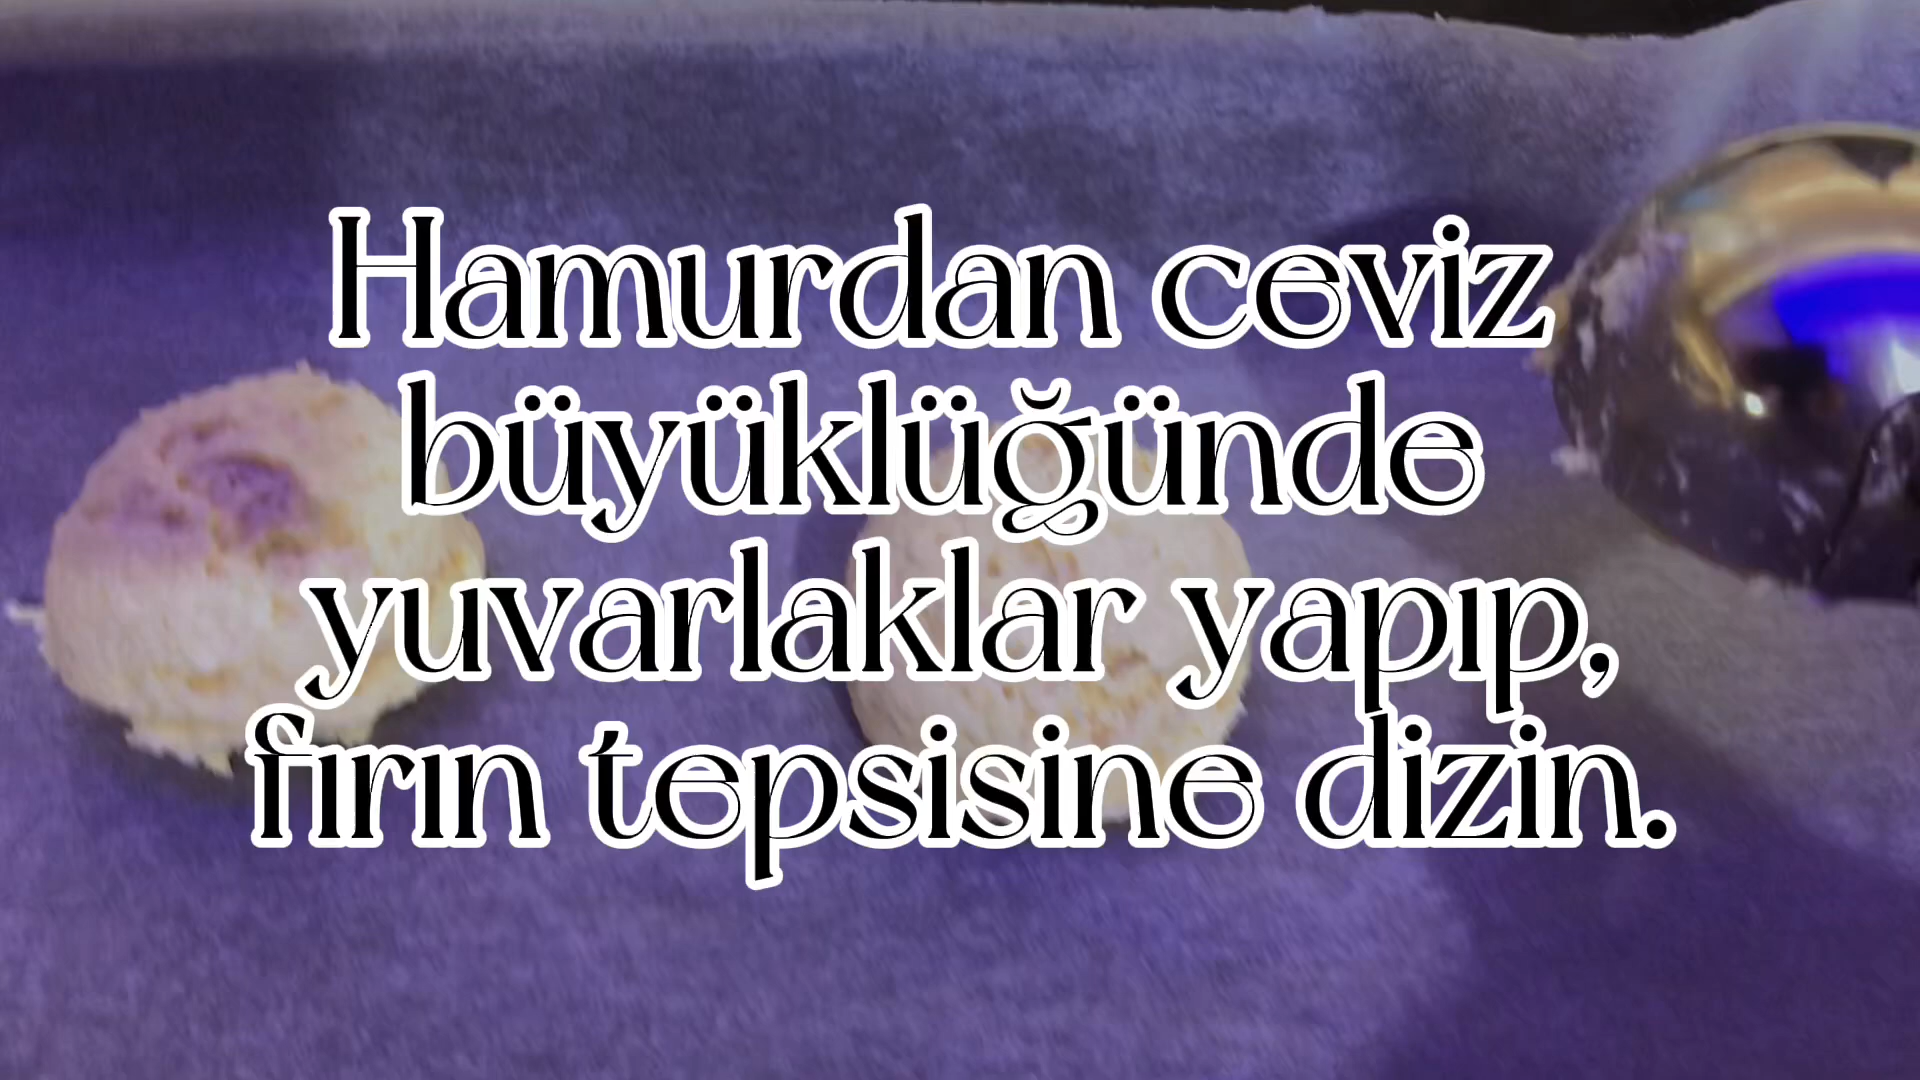 Hamurdan ceviz
büyüklüğünde
yuvarlaklar yapıp,
fırın tepsisine dizin.